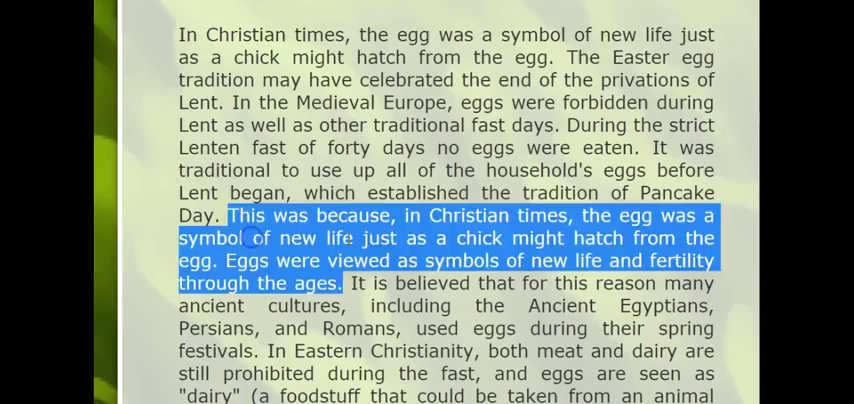 In Christian times, the egg was a symbol of new life just
as a chick might hatch from the egg. The Easter egg
tradition may have celebrated the end of the privations of
Lent. In the Medieval Europe, eggs were forbidden during
Lent as well as other traditional fast days. During the strict
Lenten fast of forty days no eggs were eaten. It was
traditional to use up all of the household's eggs before
Lent began, which established the tradition of Pancake
Day. This was because, in Christian times, the egg was a
symbol of new life just as a chick might hatch from the
egg. Eggs were viewed as symbols of new life and fertility
through the ages. It is believed that for this reason many
ancient cultures, including the Ancient Egyptians,
Persians, and Romans, used eggs during their spring
festivals. In Eastern Christianity, both meat and dairy are
still prohibited during the fast, and eggs are seen as
"dairy" (a foodstuff that could be taken from an animal